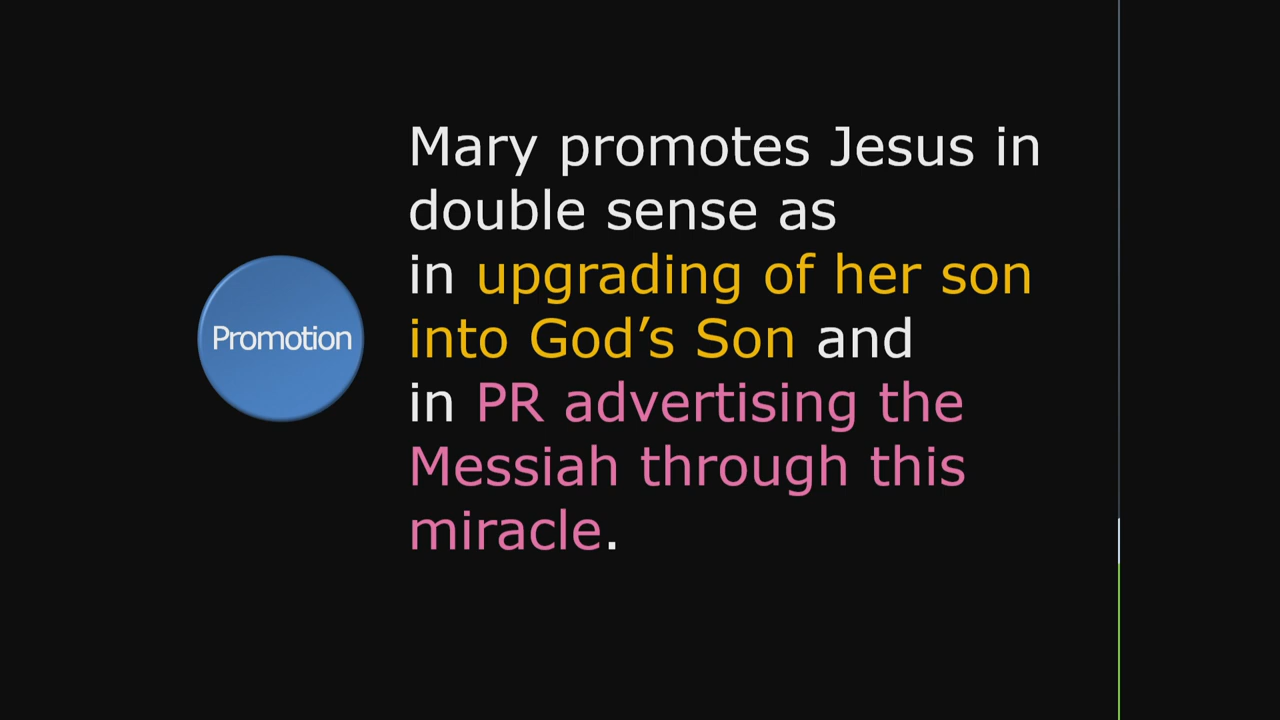 Promotion
Mary promotes Jesus in
double sense as
in upgrading of her son
into God’s Son and
in PR advertising the
Messiah through this
miracle.